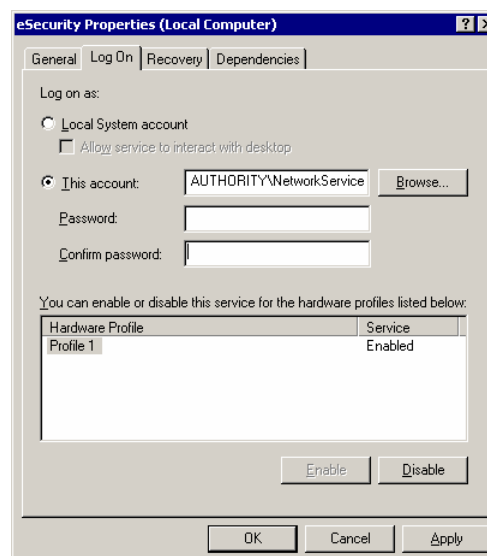 eSecurity Properties (Local Computer)
General Log On Recovery Dependencies
Log on as:
Local System account
Allow service to interact with desktop
This account: AUTHORITY\NetworkService Browse...
Password:
Confirm password:
You can enable or disable this service for the hardware profiles listed below:
Hardware Profile Service
Profile 1 Enabled
Enable Disable
OK Cancel Apply